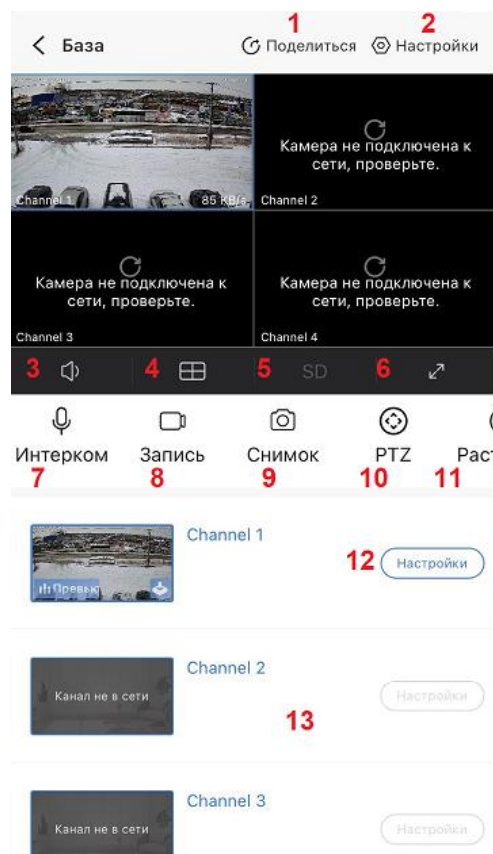 1 2
База Поделиться Настройки
Камера не подключена к
сети, проверьте.
Channel 1 85 KB/s Channel 2
Камера не подключена к
сети, проверьте.
Камера не подключена к
сети, проверьте.
Channel 3 Channel 4
3 4 5 SD 6
Интерком Запись Снимок PTZ Рас
7 8 9 10 11
Channel 1
12 Настройки
Превью
Channel 2
Канал не в сети Настройки
13
Channel 3
Канал не в сети Настройки